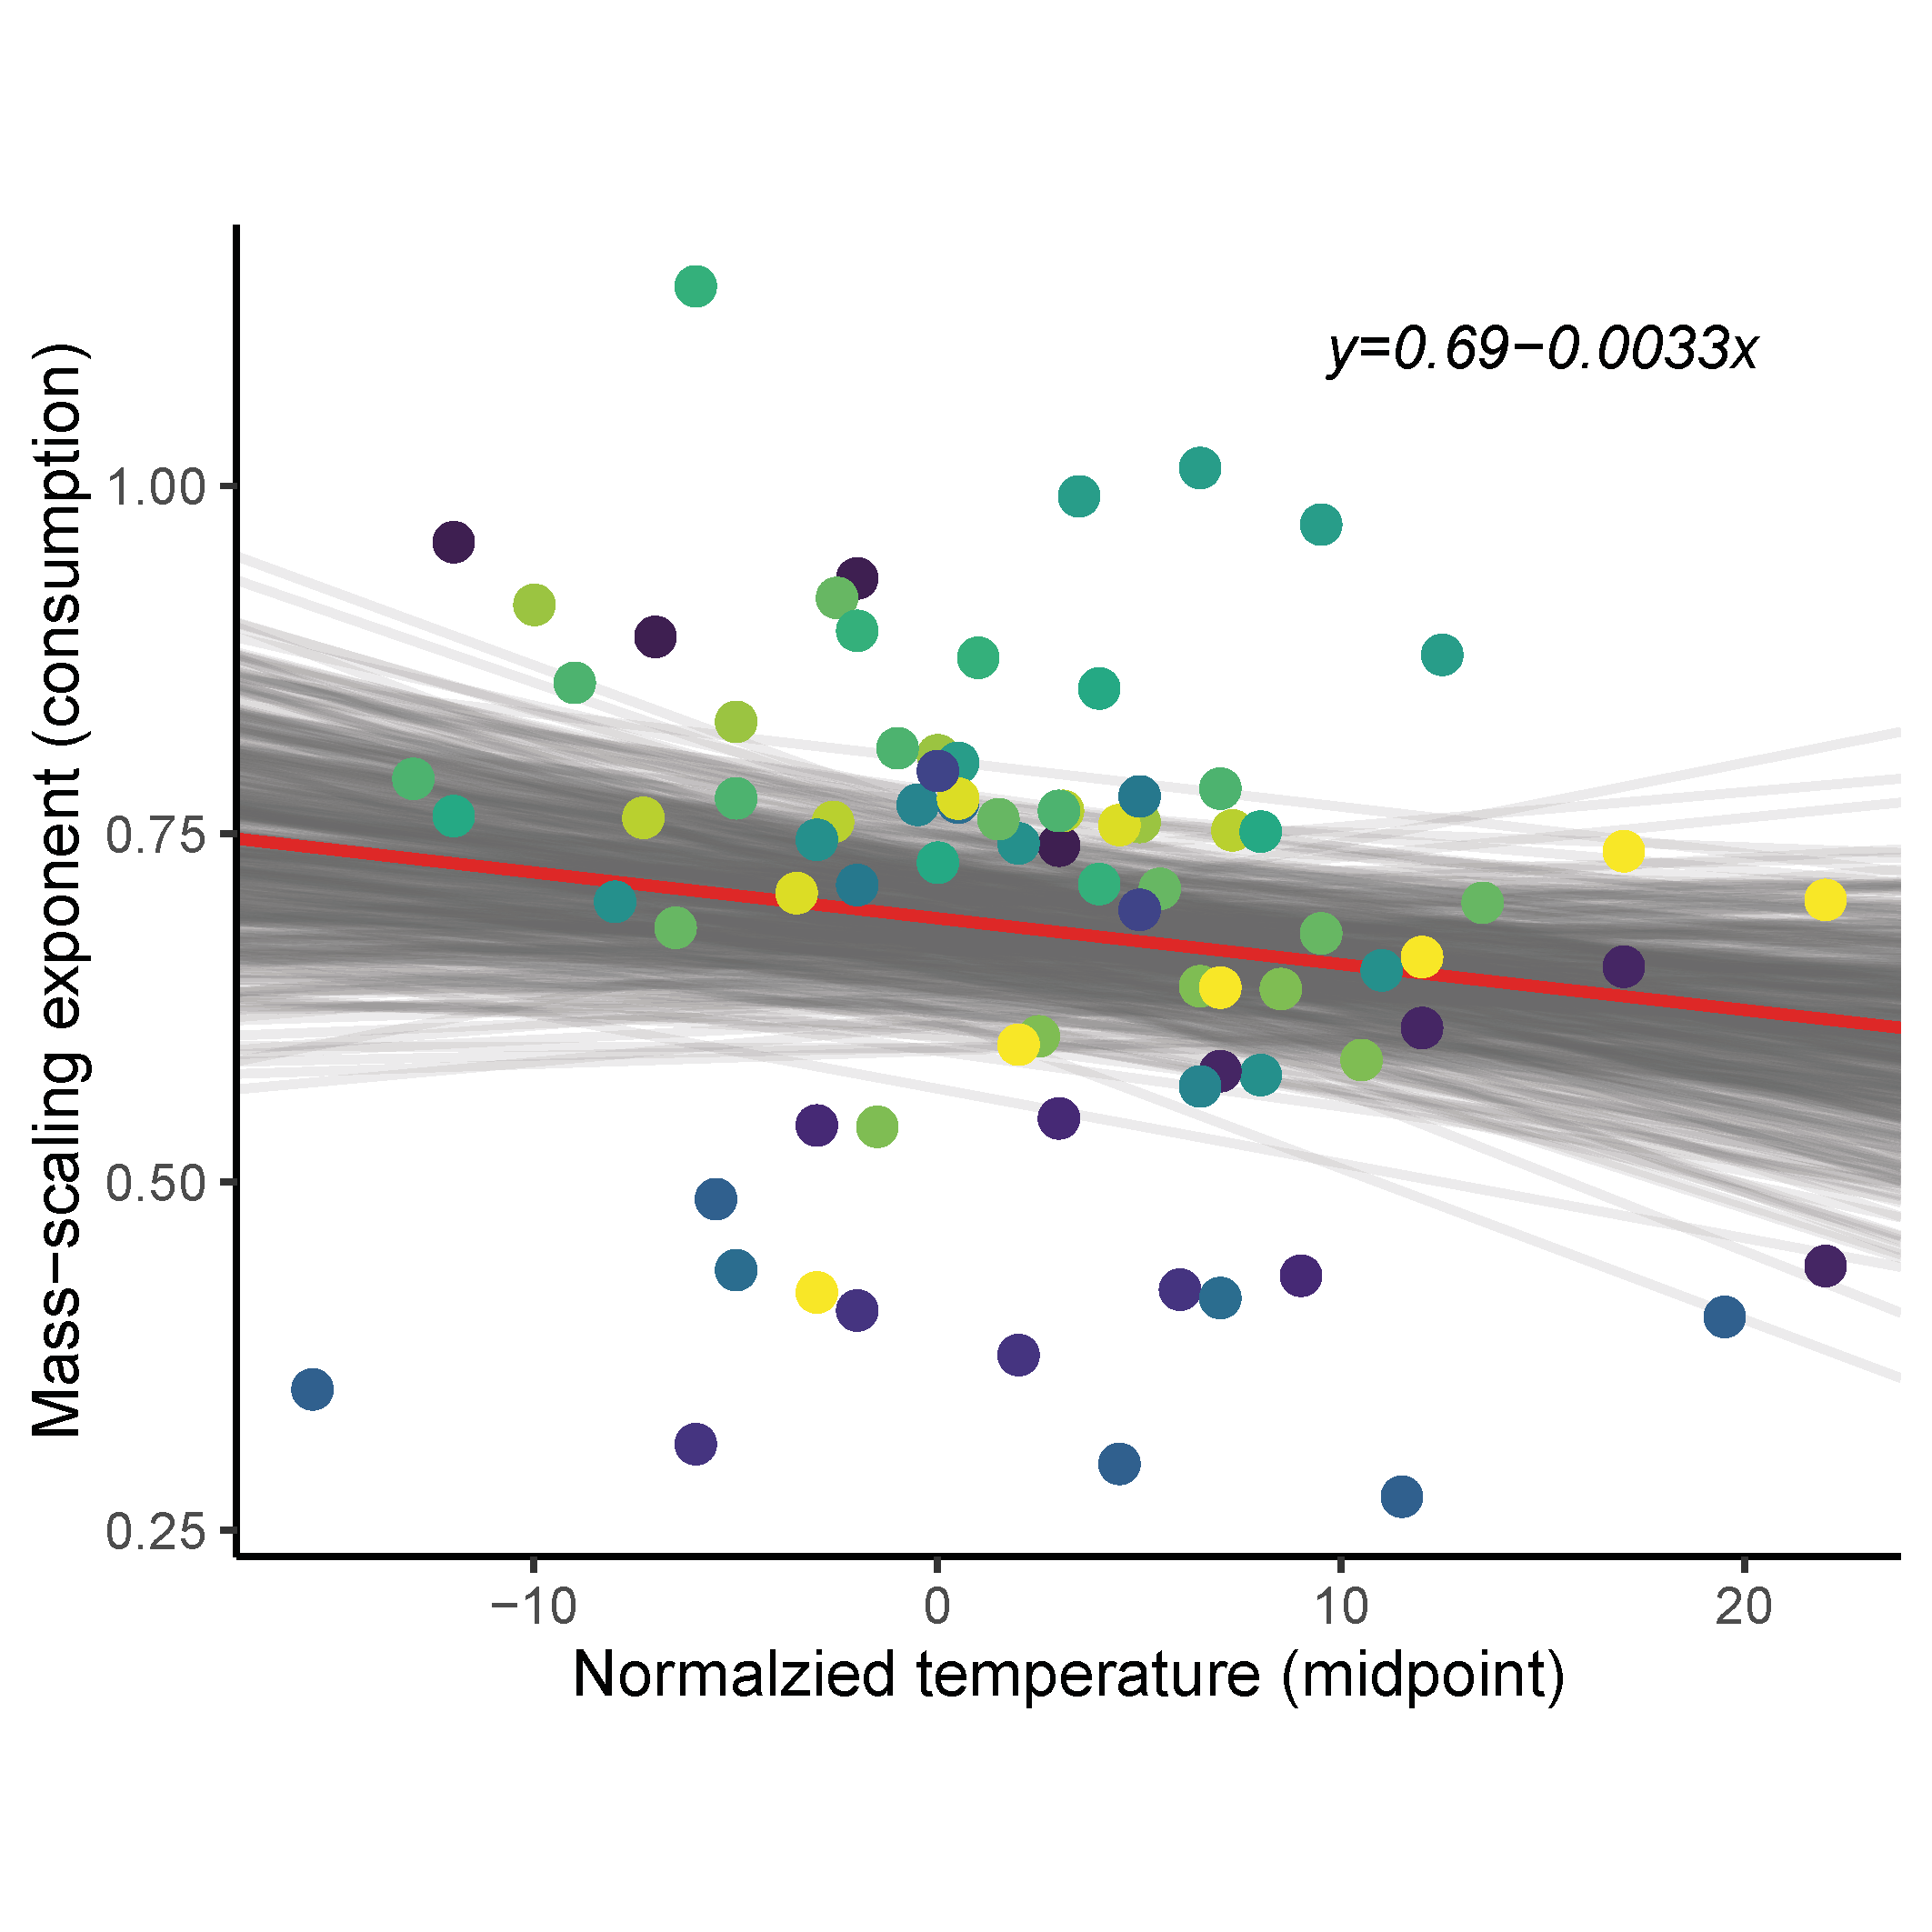 y=0.69−0.0033x
Mass−scaling exponent (consumption)
1.00
0.75
0.50
0.25
−10
0
10
20
Normalzied temperature (midpoint)